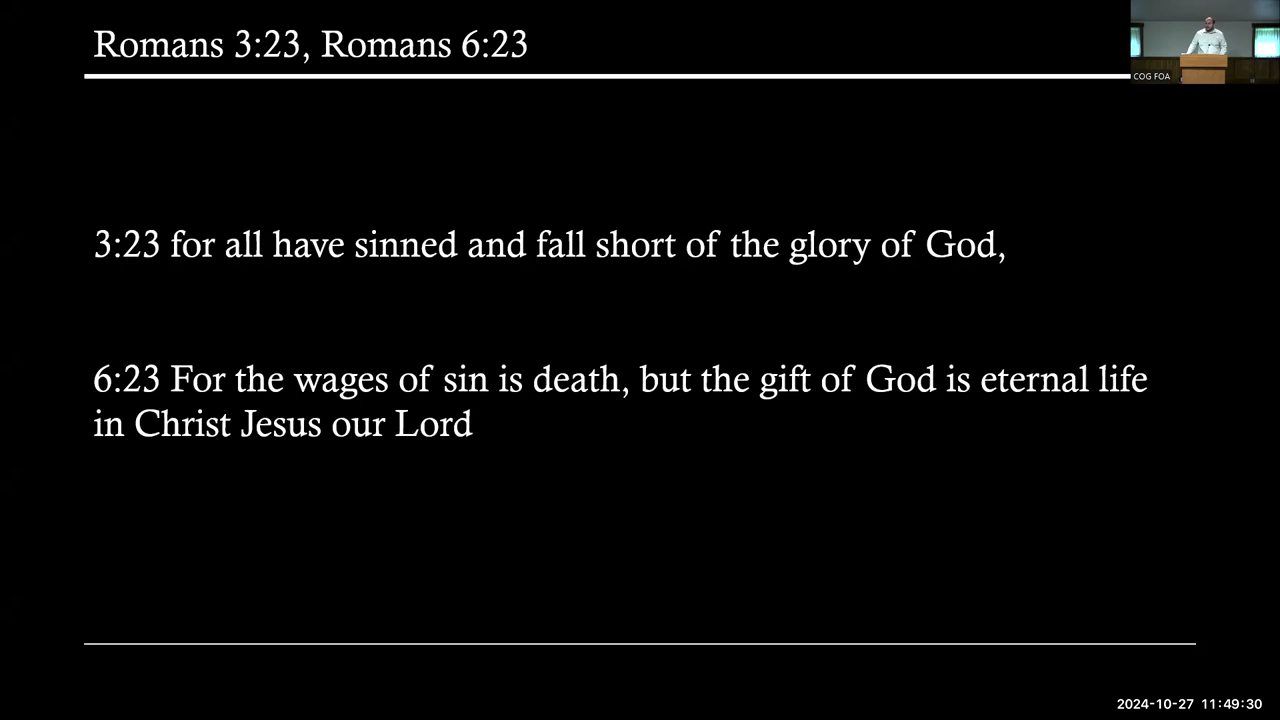 Romans 3:23, Romans 6:23
COG FOA
3:23 for all have sinned and fall short of the glory of God,
6:23 For the wages of sin is death, but the gift of God is eternal life
in Christ Jesus our Lord
2024-10-27 11:49:30